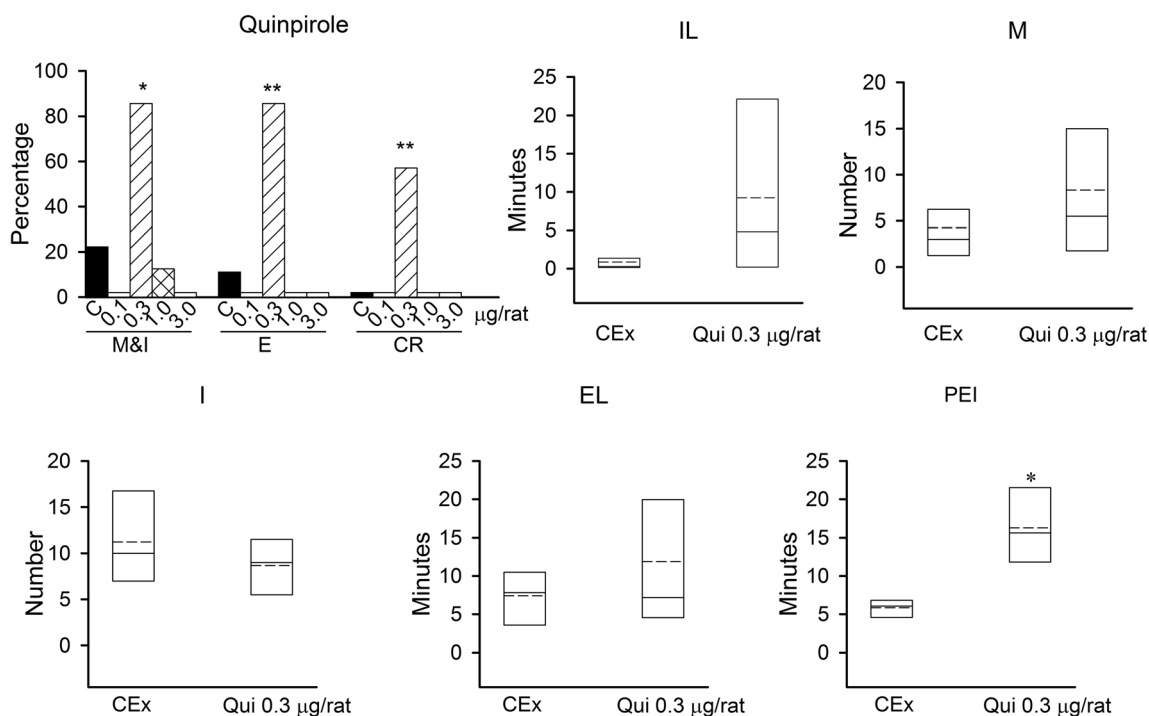 Quinpirole
Percentage
100
80
60
40
20
0
* ** **
C 0.1 0.3 1.0 3.0 C 0.1 0.3 1.0 3.0 C 0.1 0.3 1.0 3.0 μg/rat
M&I E CR
IL
Minutes
25
20
15
10
5
0
CEx Qui 0.3 μg/rat
M
Number
20
15
10
5
0
CEx Qui 0.3 μg/rat
I
Number
20
15
10
5
0
CEx Qui 0.3 μg/rat
EL
Minutes
25
20
15
10
5
0
CEx Qui 0.3 μg/rat
PEI
Minutes
25
20
15
10
5
0
*
CEx Qui 0.3 μg/rat